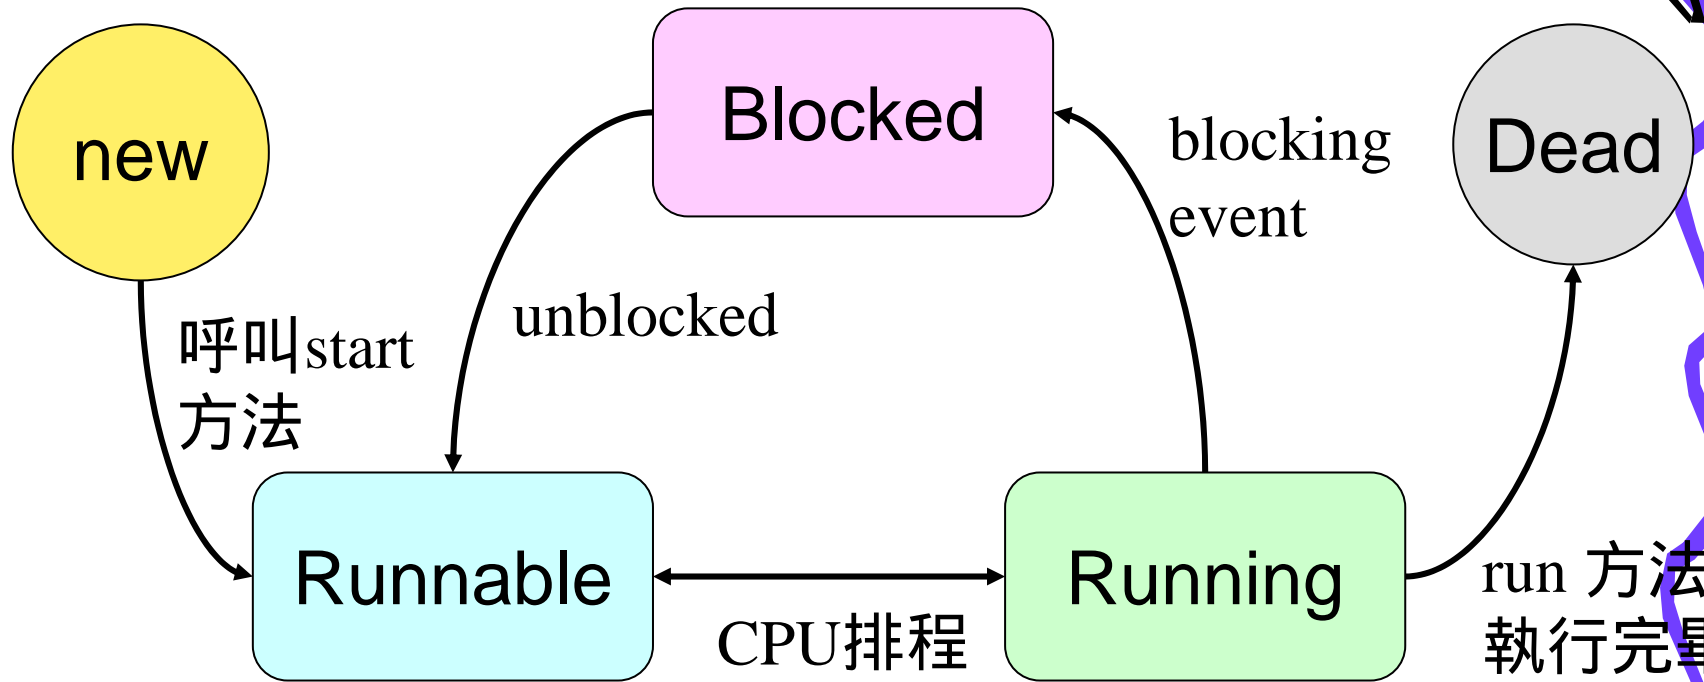 new
Blocked
Dead
blocking
event
unblocked
呼叫start
方法
Runnable
Running
CPU排程
run 方法
執行完